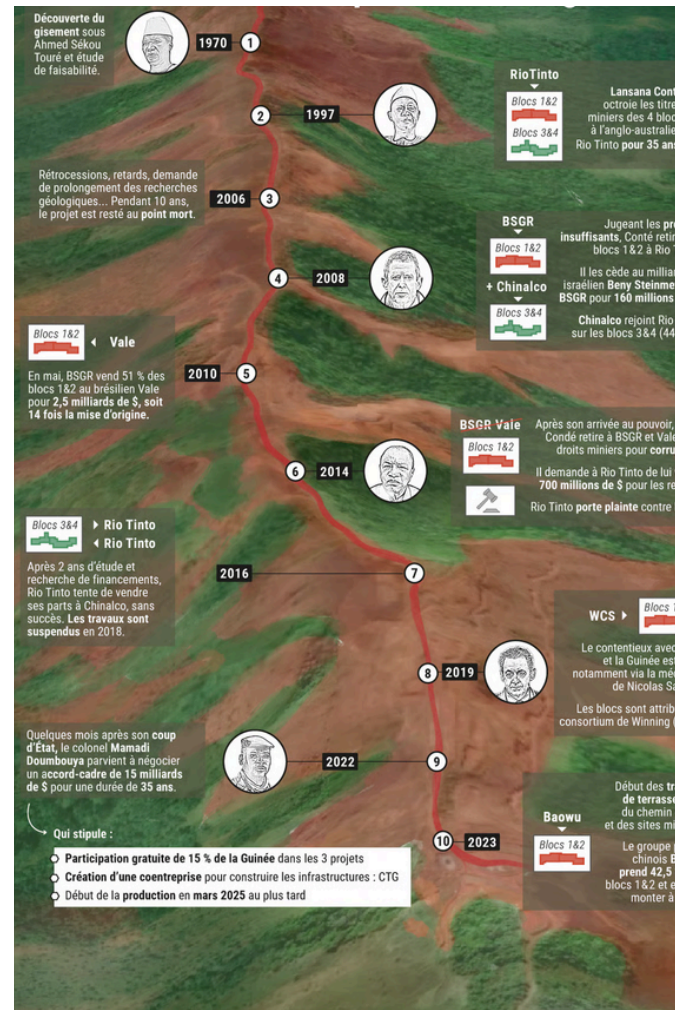 Découverte du
gisement sous
Ahmed Sékou
Touré et étude
de faisabilité.
1970
1
2
1997
RioTinto
Blocs 1&2
Blocs 3&4
Lansana Cont
octroie les titre
miniers des 4 bloc
à l'anglo-australie
Rio Tinto pour 35 ans
Rétrocessions, retards, demande
de prolongement des recherches
géologiques... Pendant 10 ans,
le projet est resté au point mort.
2006
3
4
2008
BSGR
Blocs 1&2
+ Chinalco
Blocs 3&4
Jugeant les pro
insuffisants, Conté retir
blocs 1&2 à Rio T
Il les cède au milliar
israélien Beny Steinme
BSGR pour 160 millions
Chinalco rejoint Rio
sur les blocs 3&4 (44
Blocs 1&2
Vale
En mai, BSGR vend 51 % des
blocs 1&2 au brésilien Vale
pour 2,5 milliards de $, soit
14 fois la mise d'origine.
2010
5
6
2014
BSGR Vale
Blocs 1&2
Après son arrivée au pouvoir,
Condé retire à BSGR et Vale
droits miniers pour corru
Il demande à Rio Tinto de lui
700 millions de $ pour les re
Rio Tinto porte plainte contre
Blocs 3&4
Rio Tinto
Rio Tinto
Après 2 ans d'étude et
recherche de financements,
Rio Tinto tente de vendre
ses parts à Chinalco, sans
succès. Les travaux sont
suspendus en 2018.
2016
7
8
2019
WCS
Blocs 1
Le contentieux avec
et la Guinée est
notamment via la méd
de Nicolas Sa
Les blocs sont attrib
consortium de Winning (
Quelques mois après son coup
d'État, le colonel Mamadi
Doumbouya parvient à négocier
un accord-cadre de 15 milliards
de $ pour une durée de 35 ans.
2022
9
Qui stipule :
Participation gratuite de 15 % de la Guinée dans les 3 projets
Création d'une coentreprise pour construire les infrastructures : CTG
Début de la production en mars 2025 au plus tard
10
2023
Baowu
Blocs 1&2
Début des tra
de terrasse
du chemin
et des sites mi
Le groupe p
chinois B
prend 42,5
blocs 1&2 et e
monter à